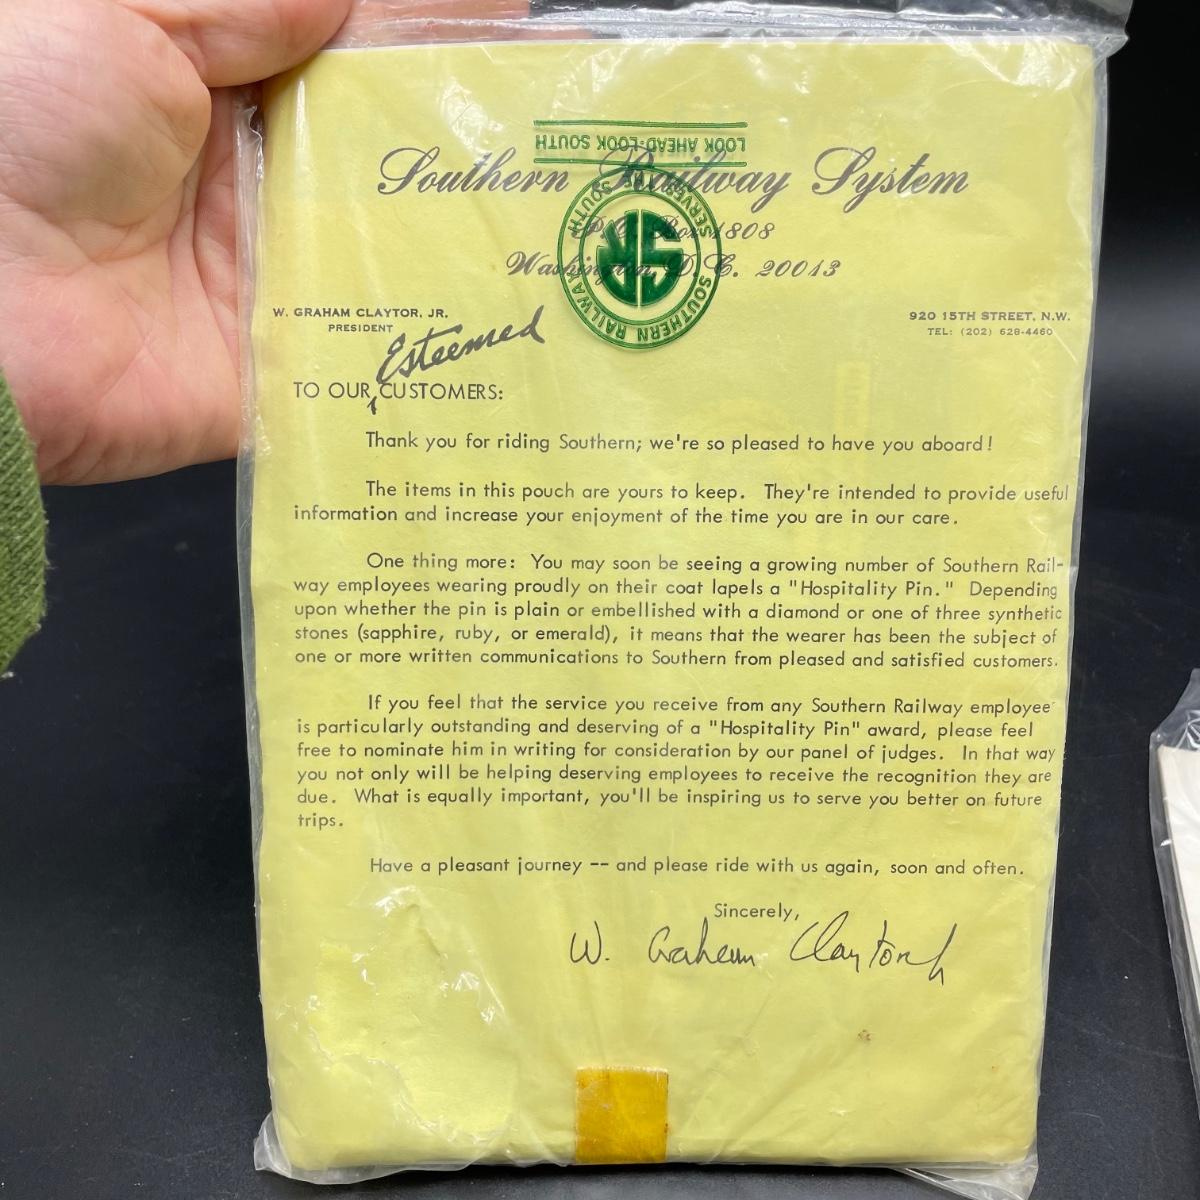 LOOK AHEAD-LOOK SOUTH
Southern Railway System
P.O. Box 1808
Washington, D.C. 20013
SOUTHERN RAILWAY SERVES THE SOUTH
SR
W. GRAHAM CLAYTOR, JR.
PRESIDENT
920 15TH STREET, N.W.
TEL: (202) 628-4460
Esteemed
TO OUR CUSTOMERS:
Thank you for riding Southern; we're so pleased to have you aboard!
The items in this pouch are yours to keep. They're intended to provide useful
information and increase your enjoyment of the time you are in our care.
One thing more: You may soon be seeing a growing number of Southern Rail-
way employees wearing proudly on their coat lapels a "Hospitality Pin." Depending
upon whether the pin is plain or embellished with a diamond or one of three synthetic
stones (sapphire, ruby, or emerald), it means that the wearer has been the subject of
one or more written communications to Southern from pleased and satisfied customers.
If you feel that the service you receive from any Southern Railway employee
is particularly outstanding and deserving of a "Hospitality Pin" award, please feel
free to nominate him in writing for consideration by our panel of judges. In that way
you not only will be helping deserving employees to receive the recognition they are
due. What is equally important, you'll be inspiring us to serve you better on future
trips.
Have a pleasant journey -- and please ride with us again, soon and often.
Sincerely,
W. Graham Claytor Jr